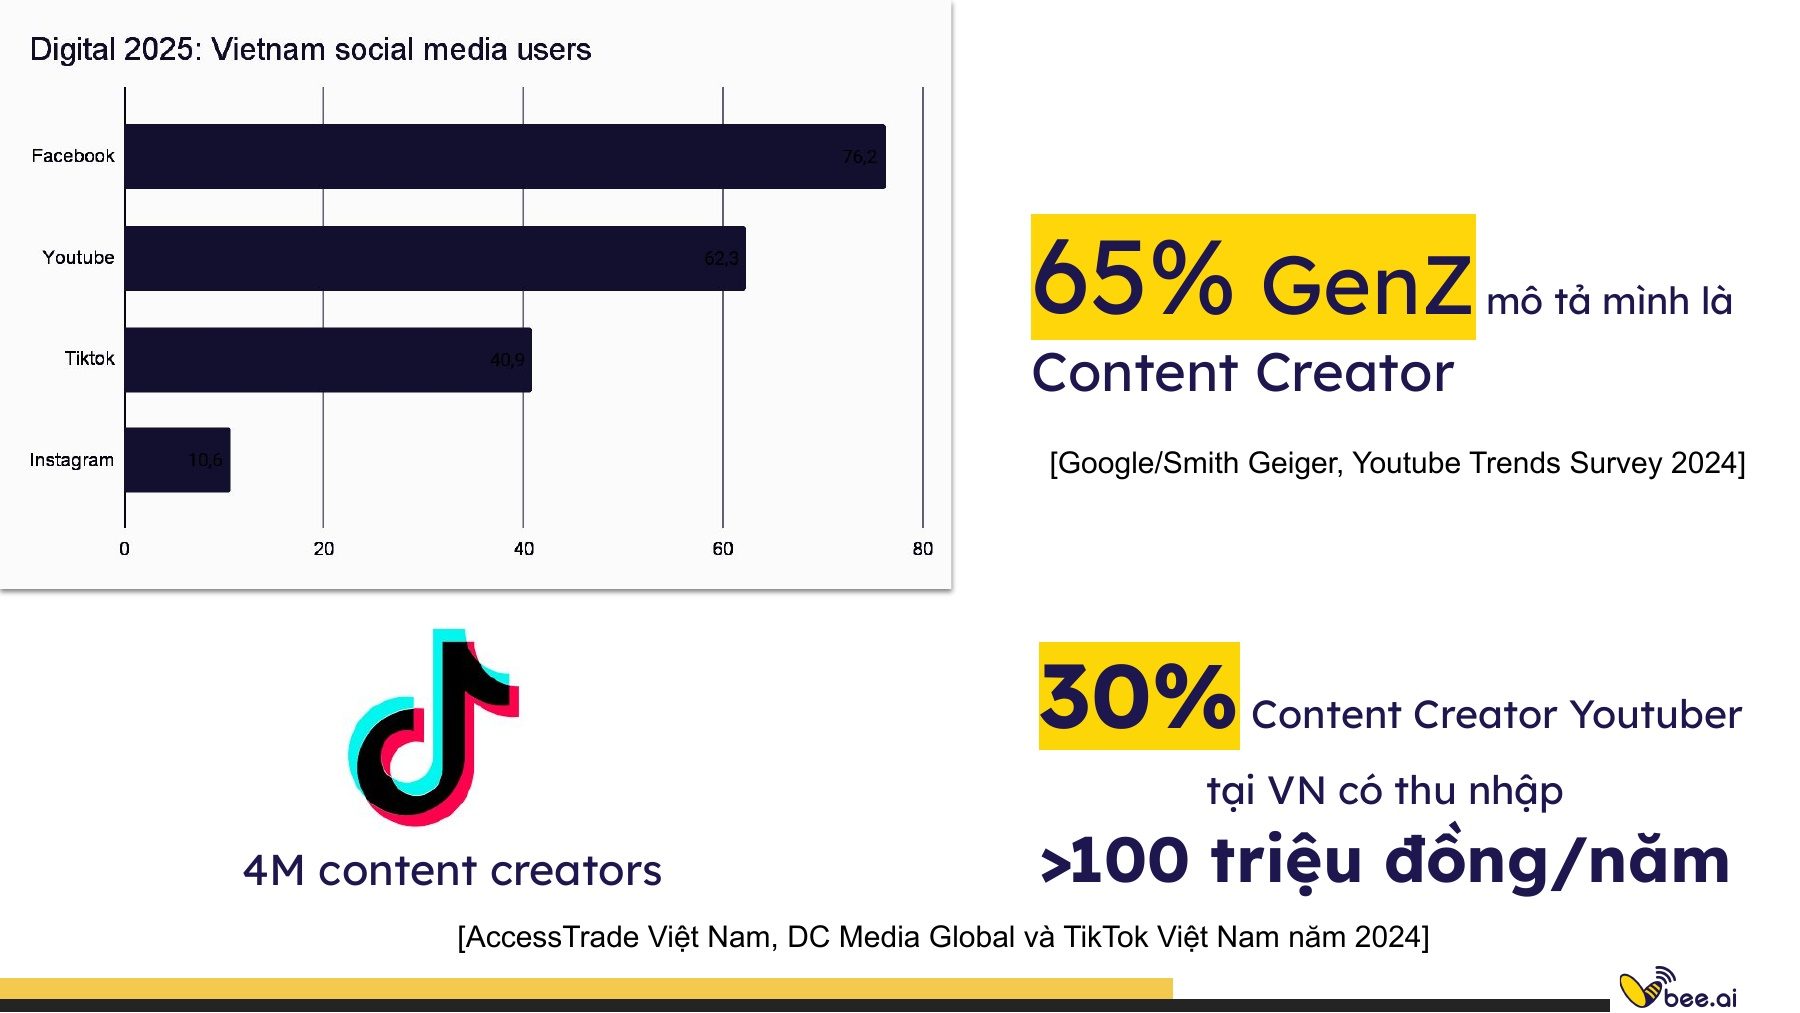 Digital 2025: Vietnam social media users
Facebook
76,2
Youtube
62,3
Tiktok
40,9
Instagram
10,6
0 20 40 60 80
65% GenZ mô tả mình là
Content Creator
[Google/Smith Geiger, Youtube Trends Survey 2024]
4M content creators
30% Content Creator Youtuber
tại VN có thu nhập
>100 triệu đồng/năm
[AccessTrade Việt Nam, DC Media Global và TikTok Việt Nam năm 2024]
Vbee.ai